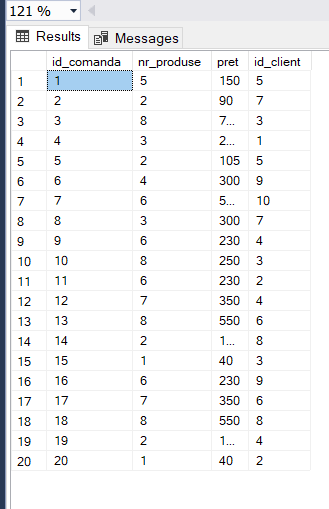 121 %
Results Messages
id_comanda nr_produse pret id_client
1 1 5 150 5
2 2 2 90 7
3 3 8 7... 3
4 4 3 2... 1
5 5 2 105 5
6 6 4 300 9
7 7 6 5... 10
8 8 3 300 7
9 9 6 230 4
10 10 8 250 3
11 11 6 230 2
12 12 7 350 4
13 13 8 550 6
14 14 2 1... 8
15 15 1 40 3
16 16 6 230 9
17 17 7 350 6
18 18 8 550 8
19 19 2 1... 4
20 20 1 40 2